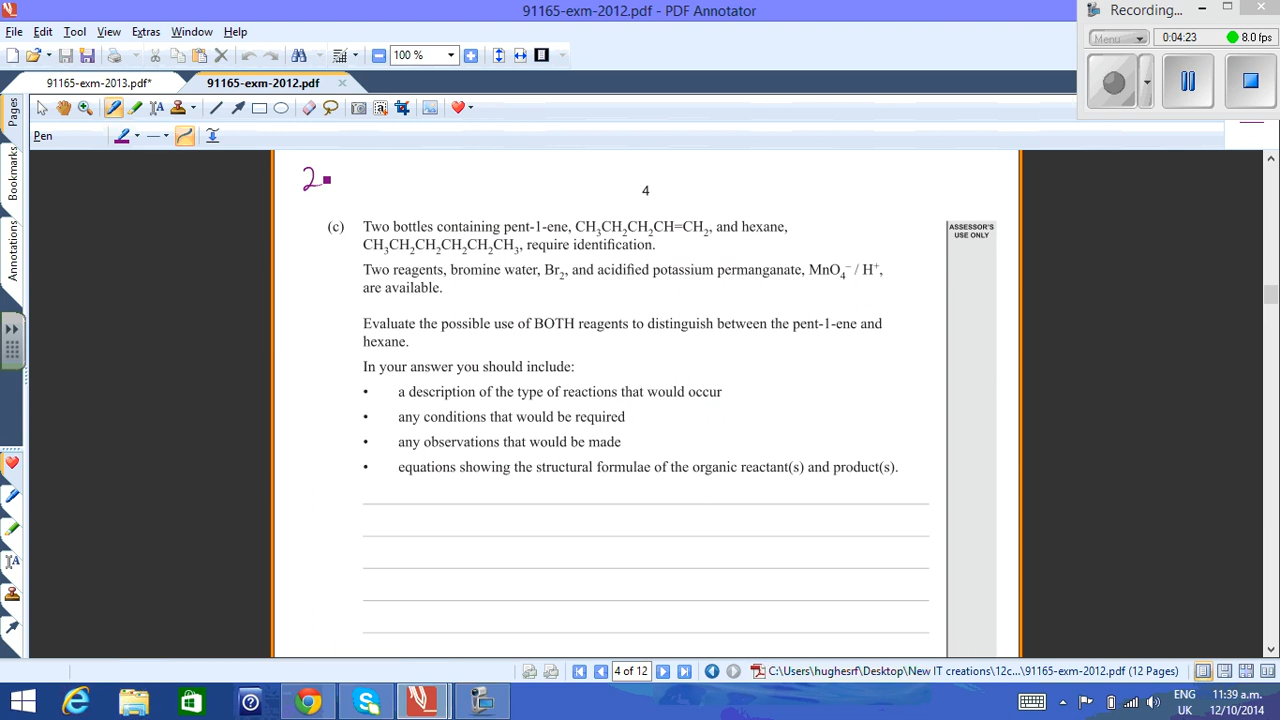 91165-exm-2012.pdf - PDF Annotator
Recording...
File Edit Tool View Extras Window Help
Menu
0:04:23
8.0 fps
100 %
91165-exm-2013.pdf*
91165-exm-2012.pdf
Pen
Pages
Bookmarks
Annotations
2
4
(c) Two bottles containing pent-1-ene, CH₃CH₂CH₂CH=CH₂, and hexane,
CH₃CH₂CH₂CH₂CH₂CH₃, require identification.
Two reagents, bromine water, Br₂, and acidified potassium permanganate, MnO₄⁻ / H⁺,
are available.
Evaluate the possible use of BOTH reagents to distinguish between the pent-1-ene and
hexane.
In your answer you should include:
• a description of the type of reactions that would occur
• any conditions that would be required
• any observations that would be made
• equations showing the structural formulae of the organic reactant(s) and product(s).
ASSESSOR'S
USE ONLY
4 of 12
C:\Users\hughesrf\Desktop\New IT creations\12c...\91165-exm-2012.pdf (12 Pages)
ENG
UK
11:39 a.m.
12/10/2014